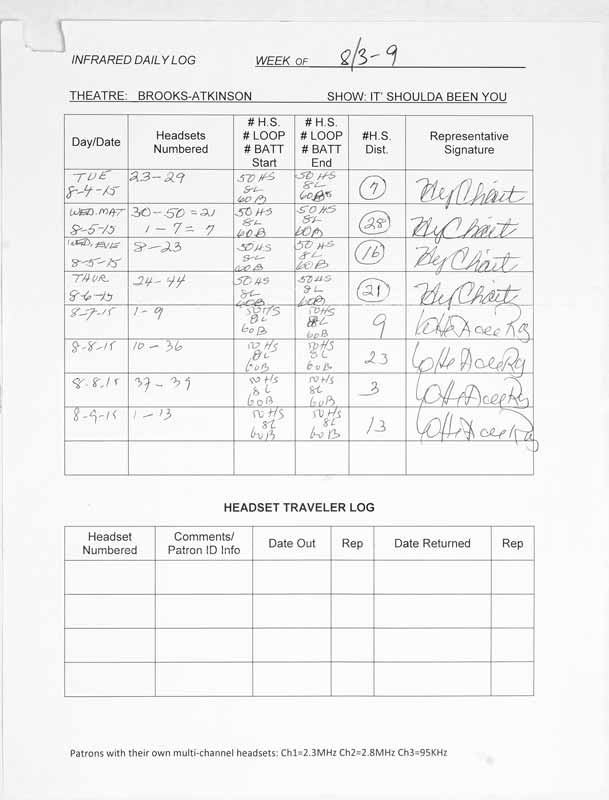 INFRARED DAILY LOG WEEK OF 8/3-9
THEATRE: BROOKS-ATKINSON SHOW: IT' SHOULDA BEEN YOU
Day/Date Headsets Numbered # H.S. # LOOP # BATT Start # H.S. # LOOP # BATT End #H.S. Dist. Representative Signature
TUE 8-4-15 23-29 50 HS 8L 60B 50 HS 8L 60B 7
WED. MAT 8-5-15 30-50 = 21 1-7 = 7 50 HS 8L 60B 50 HS 8L 60B 28
WED. EVE 8-5-15 8-23 50 HS 8L 60B 50 HS 8L 60B 16
THUR 8-6-15 24-44 50 HS 8L 60B 50 HS 8L 60B 21
8-7-15 1-9 50 HS 8L 60B 50 HS 8L 60B 9
8-8-15 10-36 50 HS 8L 60B 50 HS 8L 60B 23
8-8-15 37-39 50 HS 8L 60B 50 HS 8L 60B 3
8-9-15 1-13 50 HS 8L 60B 50 HS 8L 60B 13
HEADSET TRAVELER LOG
Headset Numbered Comments/ Patron ID Info Date Out Rep Date Returned Rep
Patrons with their own multi-channel headsets: Ch1=2.3MHz Ch2=2.8MHz Ch3=95KHz